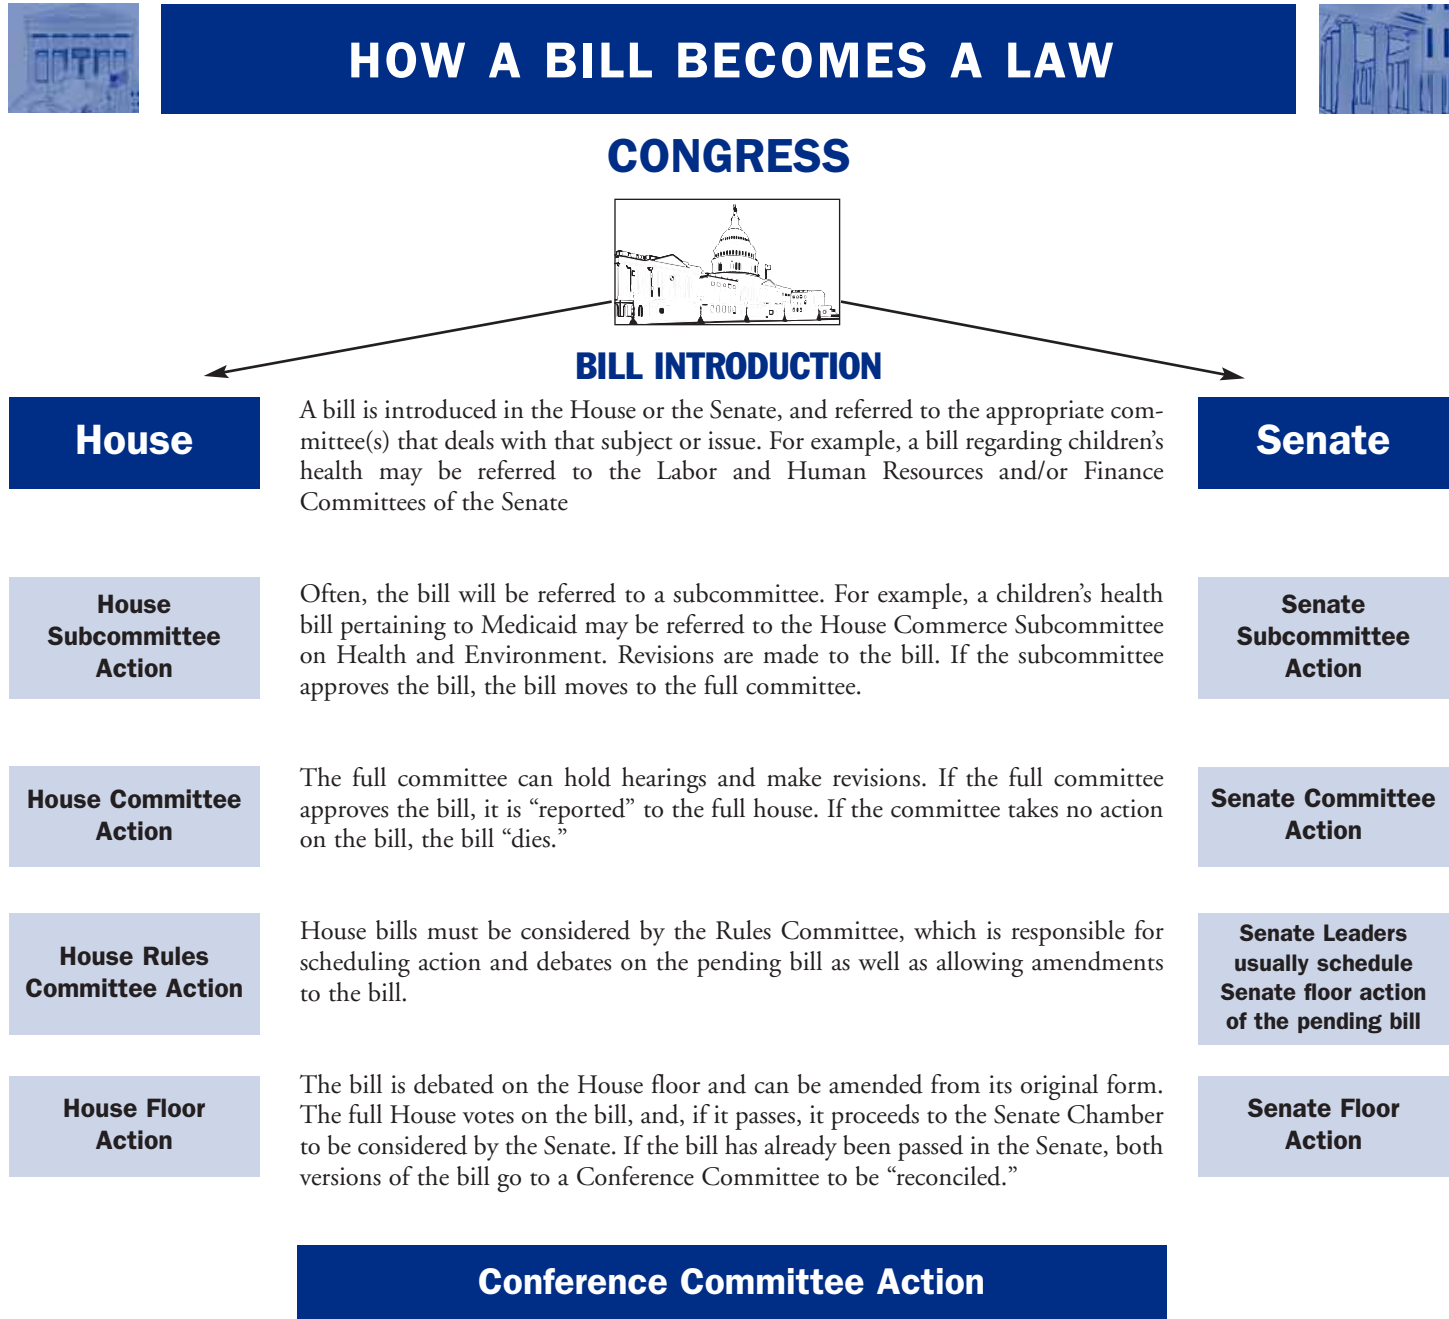 HOW A BILL BECOMES A LAW
CONGRESS
BILL INTRODUCTION
House
A bill is introduced in the House or the Senate, and referred to the appropriate com-
mittee(s) that deals with that subject or issue. For example, a bill regarding children’s
health may be referred to the Labor and Human Resources and/or Finance
Committees of the Senate
Senate
House
Subcommittee
Action
Often, the bill will be referred to a subcommittee. For example, a children’s health
bill pertaining to Medicaid may be referred to the House Commerce Subcommittee
on Health and Environment. Revisions are made to the bill. If the subcommittee
approves the bill, the bill moves to the full committee.
Senate
Subcommittee
Action
House Committee
Action
The full committee can hold hearings and make revisions. If the full committee
approves the bill, it is “reported” to the full house. If the committee takes no action
on the bill, the bill “dies.”
Senate Committee
Action
House Rules
Committee Action
House bills must be considered by the Rules Committee, which is responsible for
scheduling action and debates on the pending bill as well as allowing amendments
to the bill.
Senate Leaders
usually schedule
Senate floor action
of the pending bill
House Floor
Action
The bill is debated on the House floor and can be amended from its original form.
The full House votes on the bill, and, if it passes, it proceeds to the Senate Chamber
to be considered by the Senate. If the bill has already been passed in the Senate, both
versions of the bill go to a Conference Committee to be “reconciled.”
Senate Floor
Action
Conference Committee Action